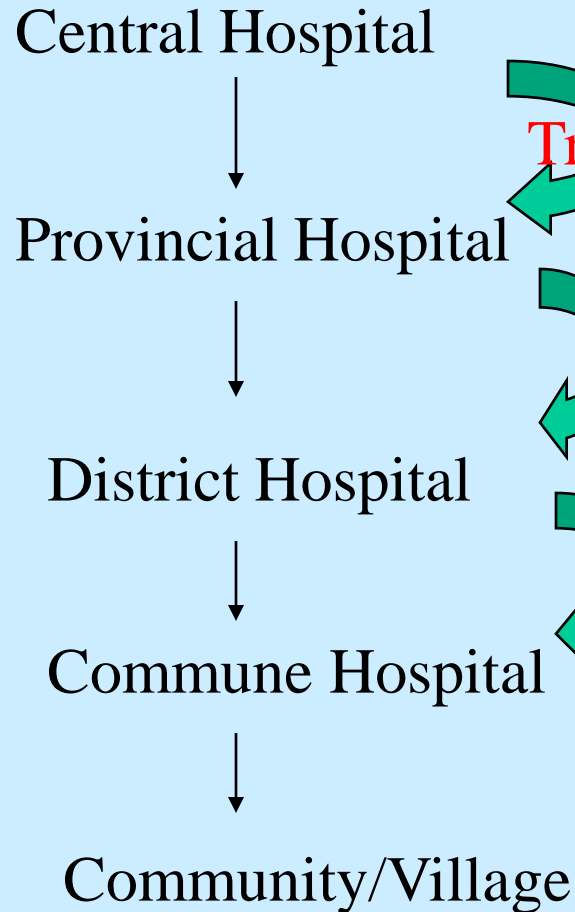 Central Hospital
Provincial Hospital
District Hospital
Commune Hospital
Community/Village